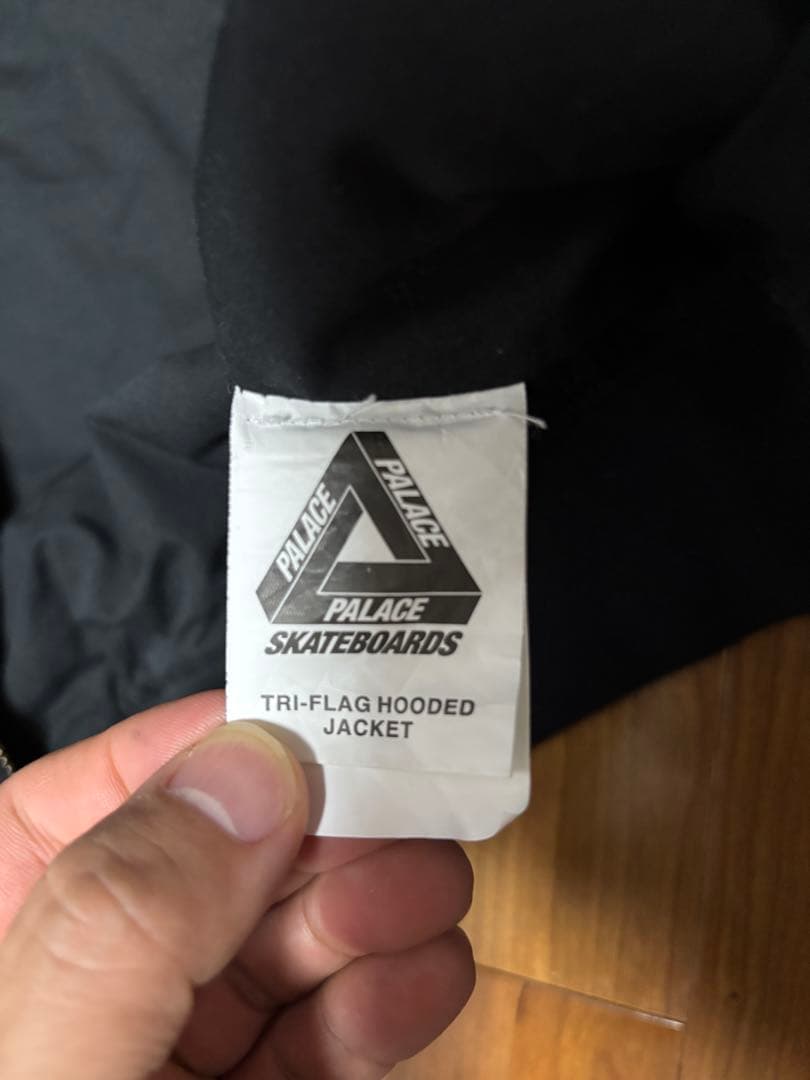 PALACE
PALACE
PALACE
SKATEBOARDS
TRI-FLAG HOODED
JACKET